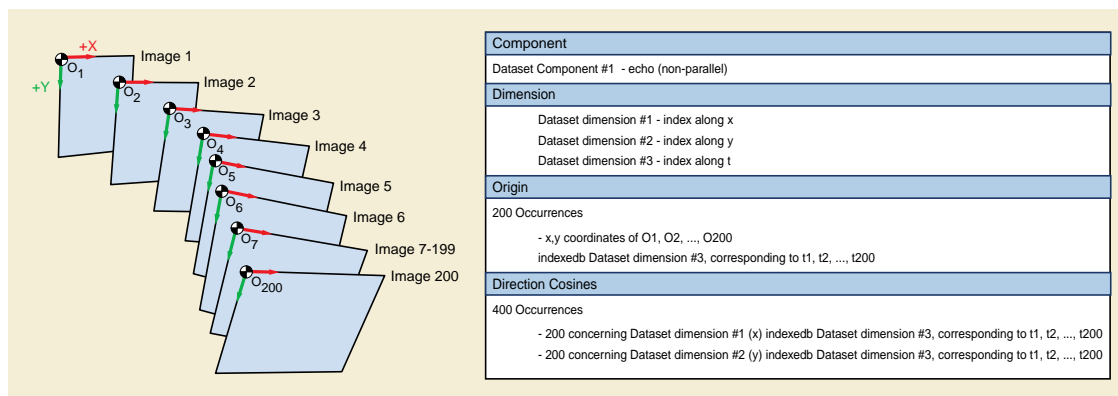 +X
Image 1
O1
+Y
Image 2
O2
Image 3
O3
Image 4
O4
Image 5
O5
Image 6
O6
Image 7-199
O7
Image 200
O200
Component
Dataset Component #1 - echo (non-parallel)
Dimension
Dataset dimension #1 - index along x
Dataset dimension #2 - index along y
Dataset dimension #3 - index along t
Origin
200 Occurrences
- x,y coordinates of O1, O2, ..., O200
indexedb Dataset dimension #3, corresponding to t1, t2, ..., t200
Direction Cosines
400 Occurrences
- 200 concerning Dataset dimension #1 (x) indexedb Dataset dimension #3, corresponding to t1, t2, ..., t200
- 200 concerning Dataset dimension #2 (y) indexedb Dataset dimension #3, corresponding to t1, t2, ..., t200